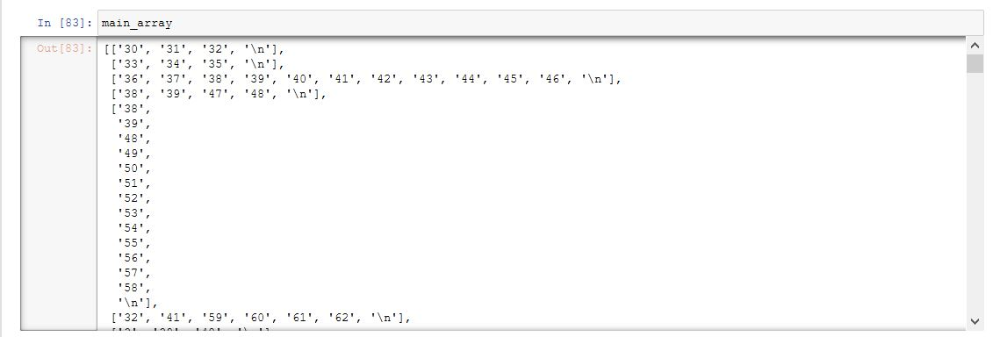 In [83]: main_array
Out[83]: [['30', '31', '32', '\n'],
['33', '34', '35', '\n'],
['36', '37', '38', '39', '40', '41', '42', '43', '44', '45', '46', '\n'],
['38', '39', '47', '48', '\n'],
['38',
'39',
'48',
'49',
'50',
'51',
'52',
'53',
'54',
'55',
'56',
'57',
'58',
'\n'],
['32', '41', '59', '60', '61', '62', '\n'],